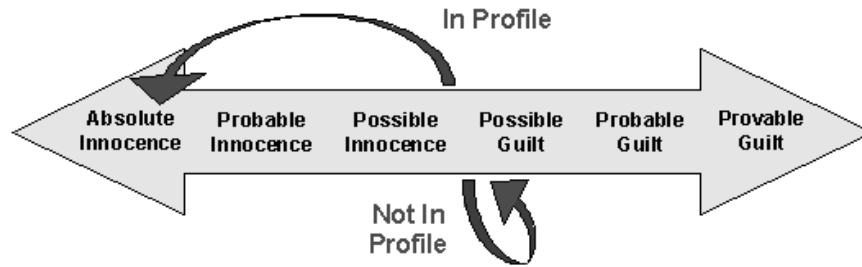 In Profile
Absolute Innocence
Probable Innocence
Possible Innocence
Possible Guilt
Probable Guilt
Provable Guilt
Not In
Profile